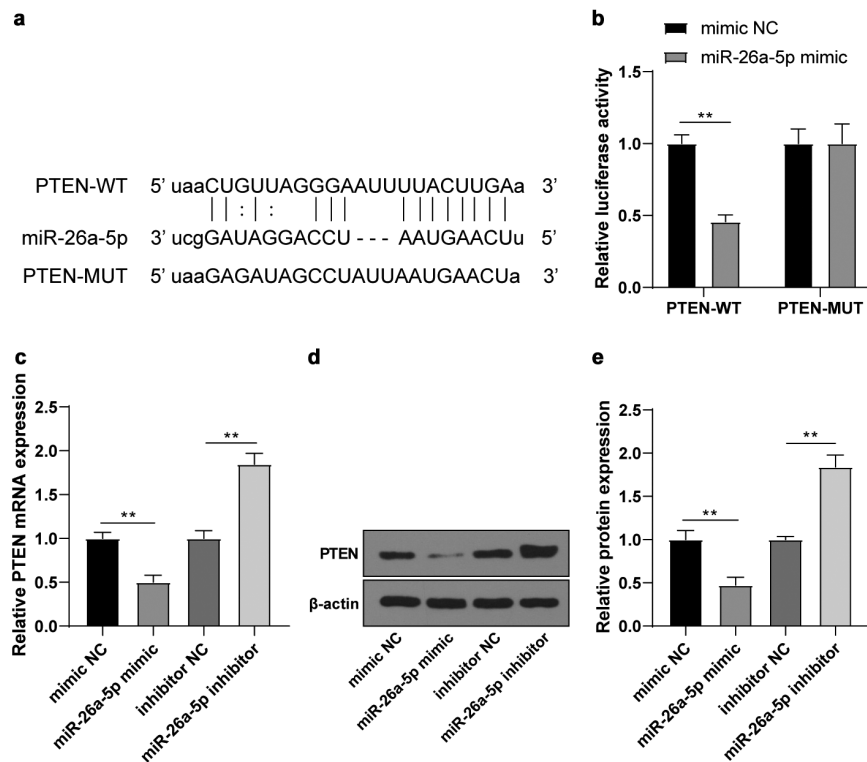 a
PTEN-WT 5’ uaaCUGUUAGGGAAUUUUACUUGAa 3’
||:|: ||| ||||||||
miR-26a-5p 3’ ucgGAUAGGACCU - - - AAUGAACUu 5’
PTEN-MUT 5’ uaaGAGAUAGCCUAUUAAUGAACUa 3’
b
mimic NC
miR-26a-5p mimic
Relative luciferase activity
1.5
1.0
0.5
0.0
**
PTEN-WT PTEN-MUT
c
Relative PTEN mRNA expression
2.5
2.0
1.5
1.0
0.5
0.0
**
**
mimic NC
miR-26a-5p mimic
inhibitor NC
miR-26a-5p inhibitor
d
PTEN
β-actin
mimic NC
miR-26a-5p mimic
inhibitor NC
miR-26a-5p inhibitor
e
Relative protein expression
2.5
2.0
1.5
1.0
0.5
0.0
**
**
mimic NC
miR-26a-5p mimic
inhibitor NC
miR-26a-5p inhibitor